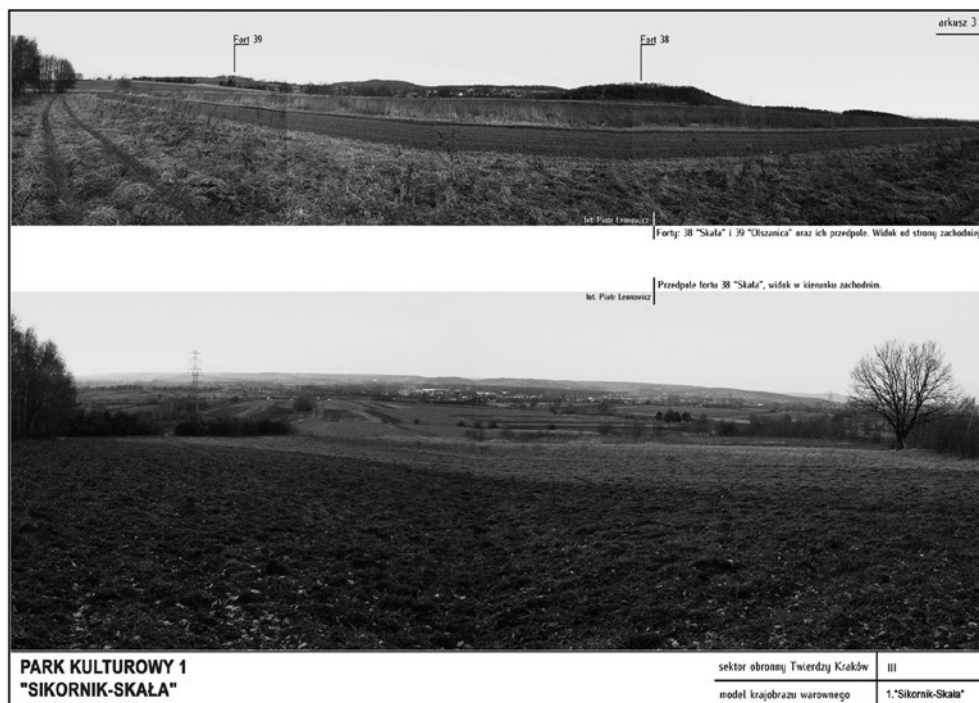 arkusz 3
Fort 39
Fort 38
fot. Piotr Leonowicz
Forty: 38 "Skała" i 39 "Olszanica" oraz ich przedpole. Widok od strony zachodniej
Przedpole fortu 38 "Skała", widok w kierunku zachodnim.
fot. Piotr Leonowicz
PARK KULTUROWY 1
"SIKORNIK-SKAŁA"
sektor obronny Twierdzy Kraków III
model krajobrazu warownego 1."Sikornik-Skała"